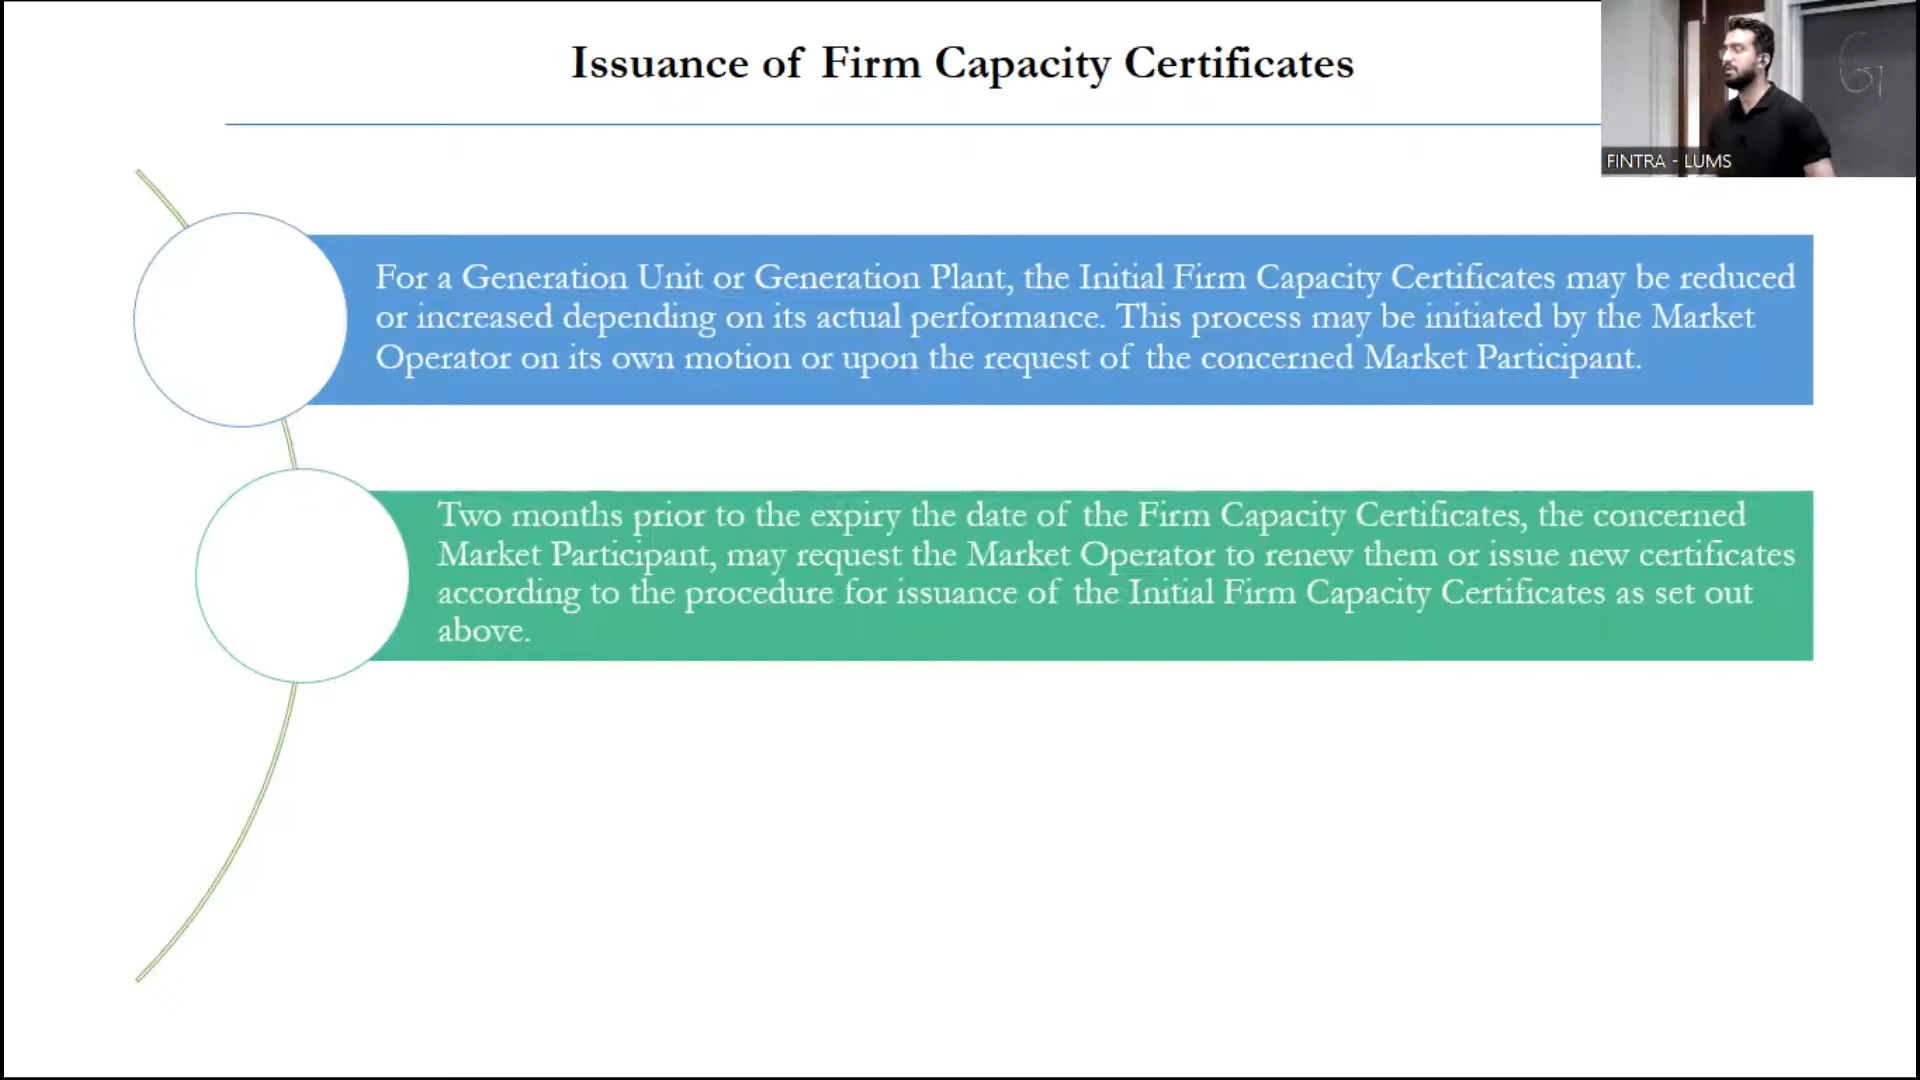 Issuance of Firm Capacity Certificates
FINTRA - LUMS
For a Generation Unit or Generation Plant, the Initial Firm Capacity Certificates may be reduced
or increased depending on its actual performance. This process may be initiated by the Market
Operator on its own motion or upon the request of the concerned Market Participant.
Two months prior to the expiry the date of the Firm Capacity Certificates, the concerned
Market Participant, may request the Market Operator to renew them or issue new certificates
according to the procedure for issuance of the Initial Firm Capacity Certificates as set out
above.